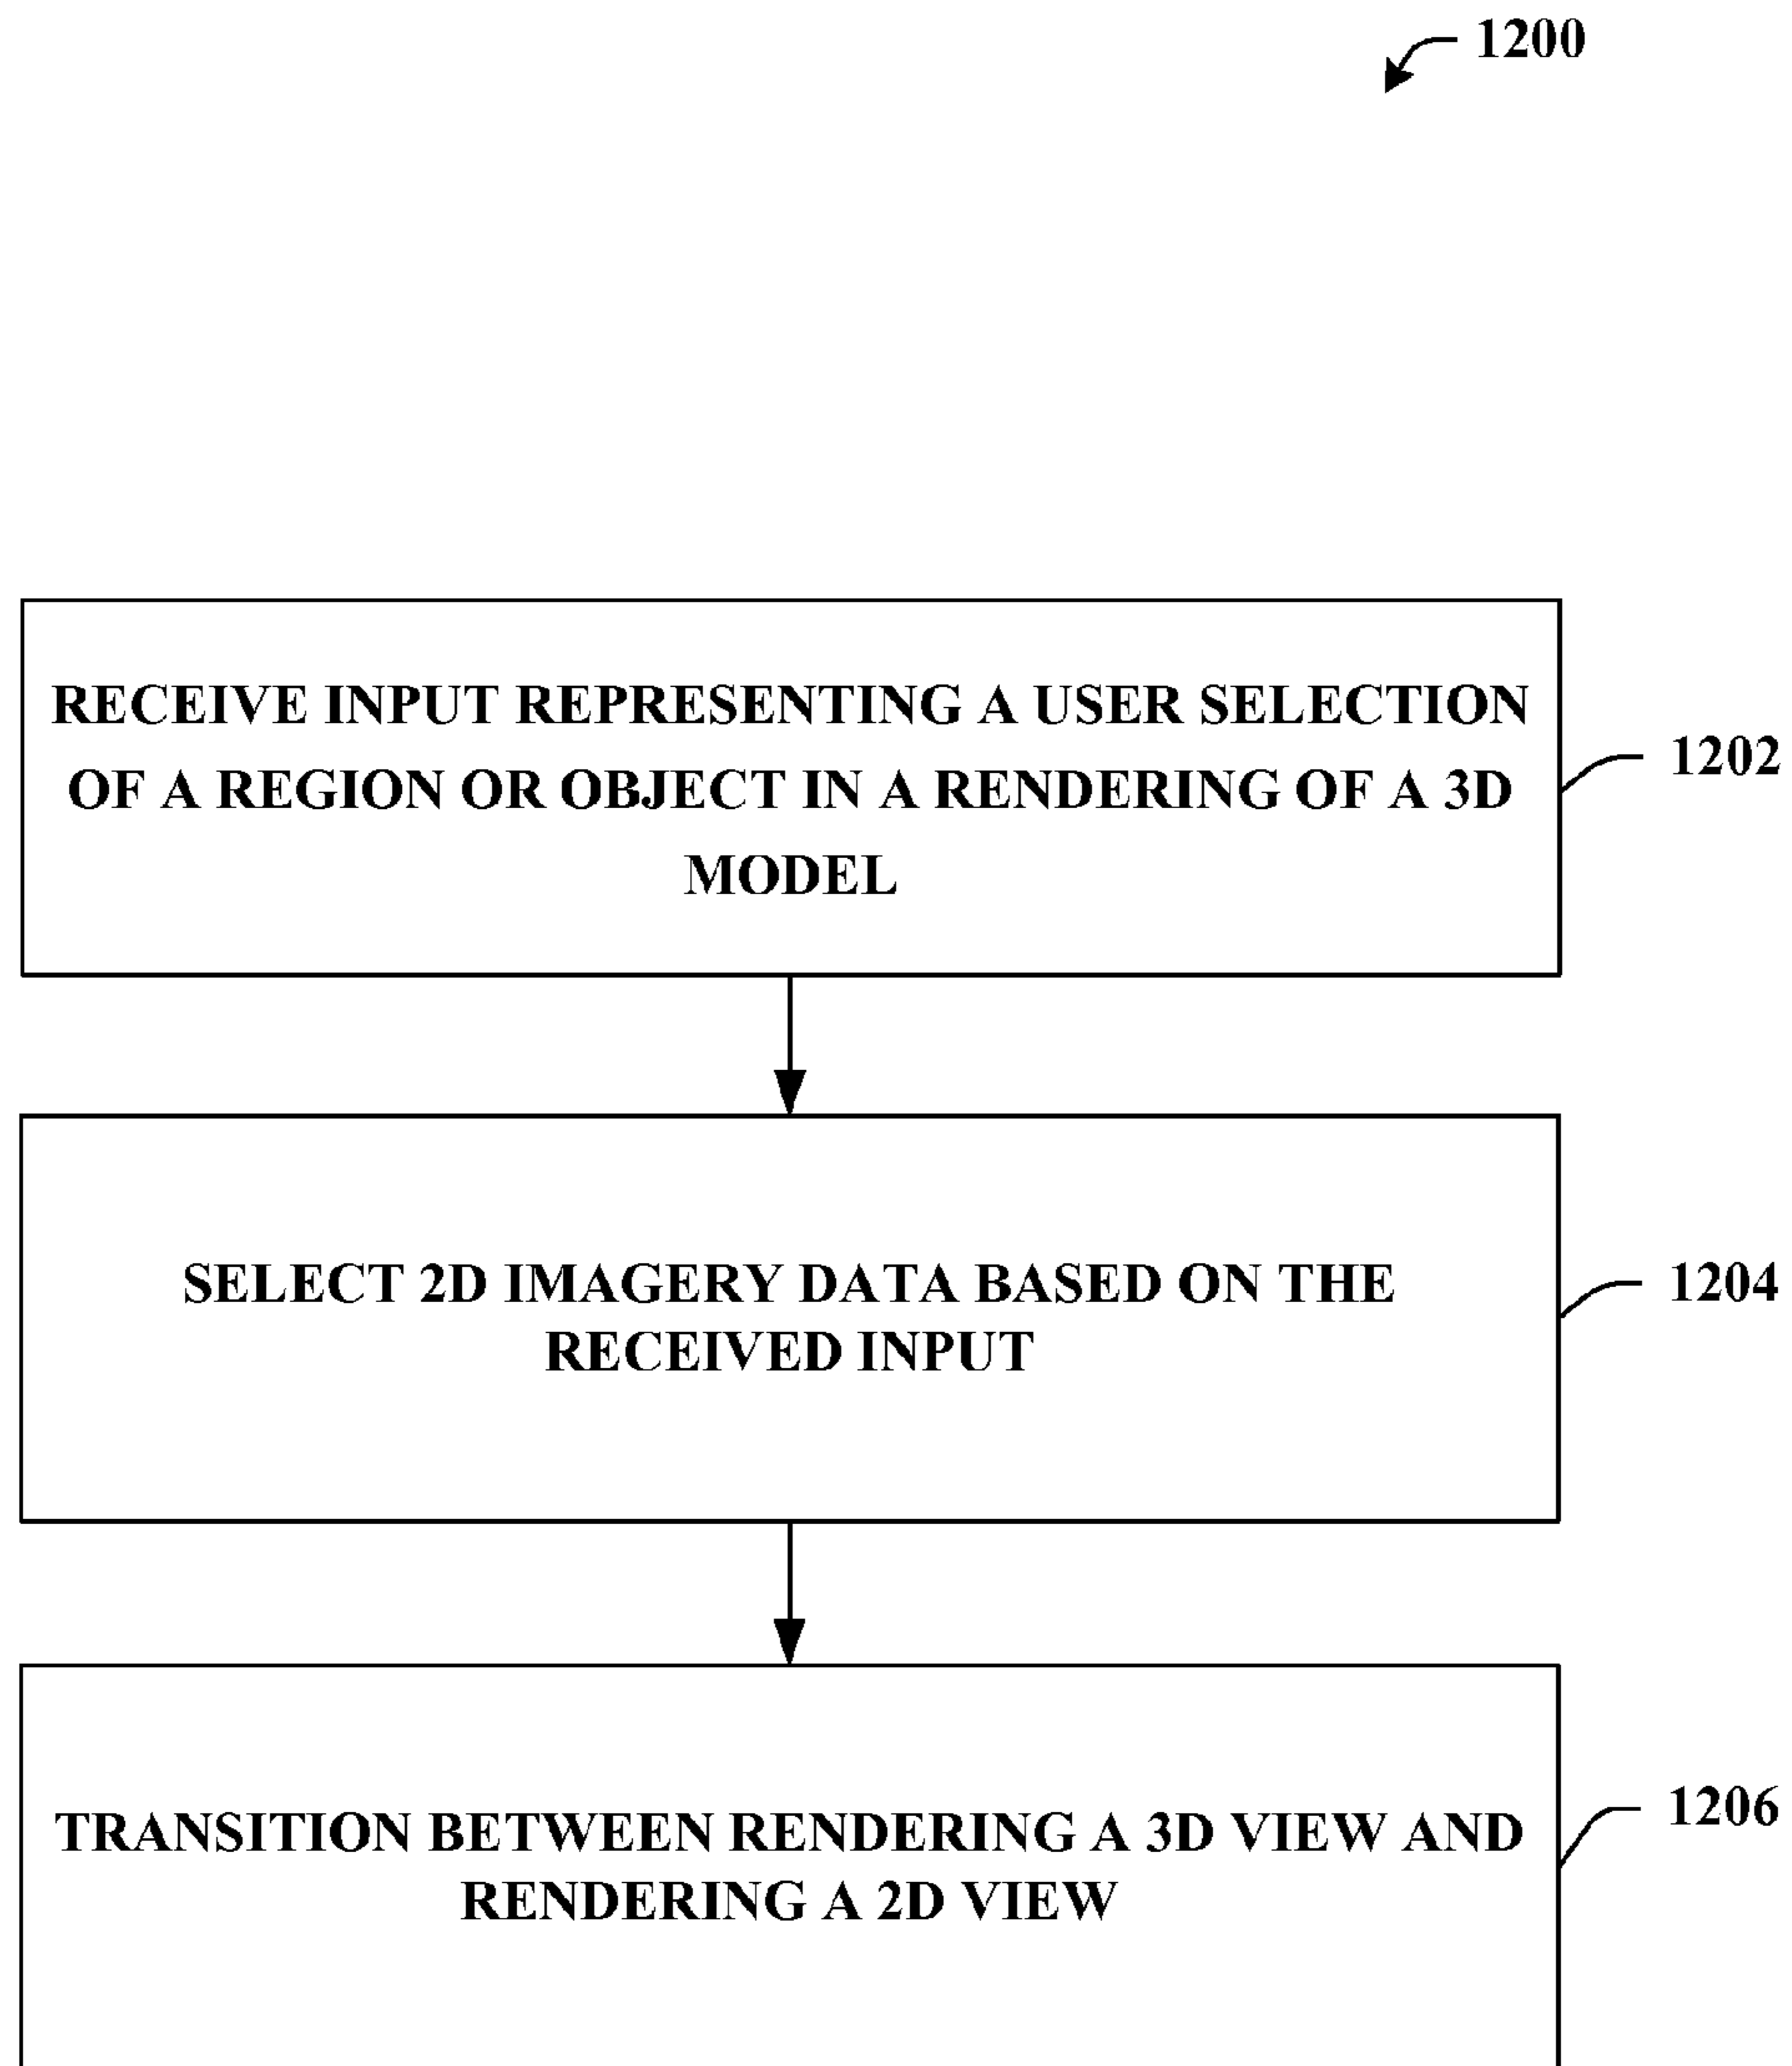 1200
RECEIVE INPUT REPRESENTING A USER SELECTION
OF A REGION OR OBJECT IN A RENDERING OF A 3D
MODEL
1202
SELECT 2D IMAGERY DATA BASED ON THE
RECEIVED INPUT
1204
TRANSITION BETWEEN RENDERING A 3D VIEW AND
RENDERING A 2D VIEW
1206